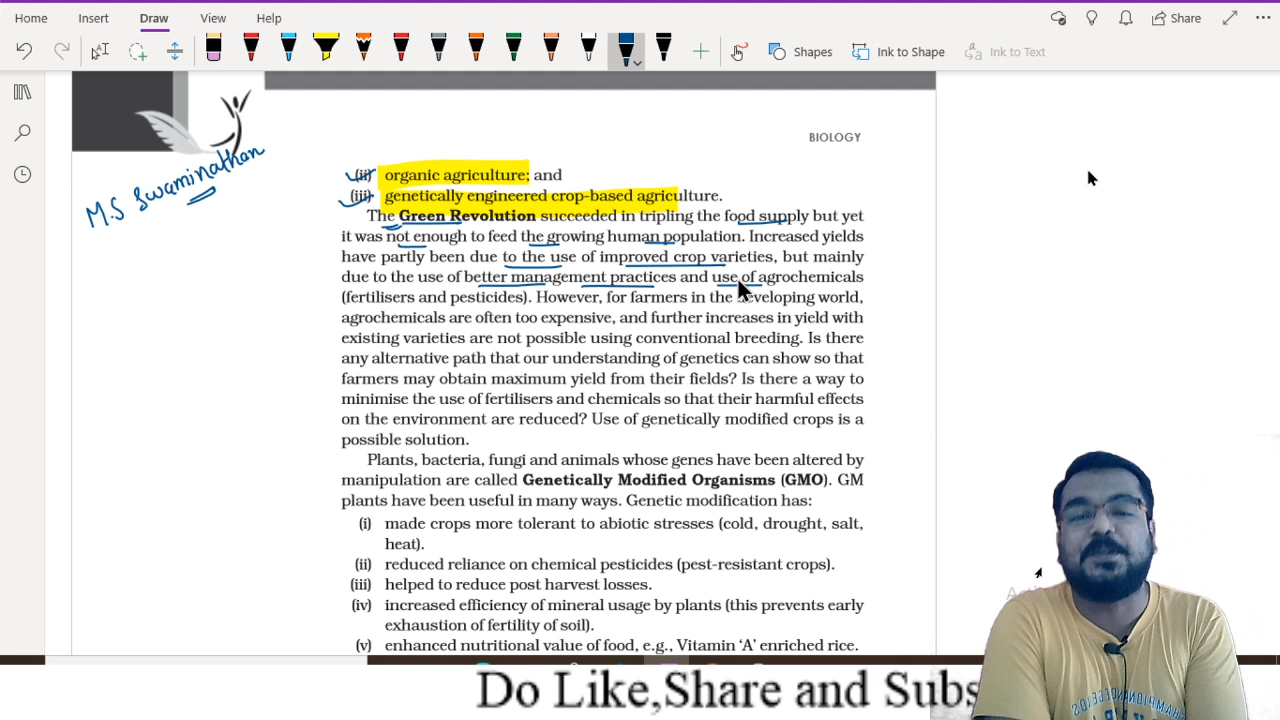 Home Insert Draw View Help Share
Ink to Shape Ink to Text Shapes
BIOLOGY
M.S Swaminathan
(ii) organic agriculture; and
(iii) genetically engineered crop-based agriculture.
The Green Revolution succeeded in tripling the food supply but yet
it was not enough to feed the growing human population. Increased yields
have partly been due to the use of improved crop varieties, but mainly
due to the use of better management practices and use of agrochemicals
(fertilisers and pesticides). However, for farmers in the developing world,
agrochemicals are often too expensive, and further increases in yield with
existing varieties are not possible using conventional breeding. Is there
any alternative path that our understanding of genetics can show so that
farmers may obtain maximum yield from their fields? Is there a way to
minimise the use of fertilisers and chemicals so that their harmful effects
on the environment are reduced? Use of genetically modified crops is a
possible solution.
Plants, bacteria, fungi and animals whose genes have been altered by
manipulation are called Genetically Modified Organisms (GMO). GM
plants have been useful in many ways. Genetic modification has:
(i) made crops more tolerant to abiotic stresses (cold, drought, salt,
heat).
(ii) reduced reliance on chemical pesticides (pest-resistant crops).
(iii) helped to reduce post harvest losses.
(iv) increased efficiency of mineral usage by plants (this prevents early
exhaustion of fertility of soil).
(v) enhanced nutritional value of food, e.g., Vitamin ‘A’ enriched rice.
Do Like,Share and Subs